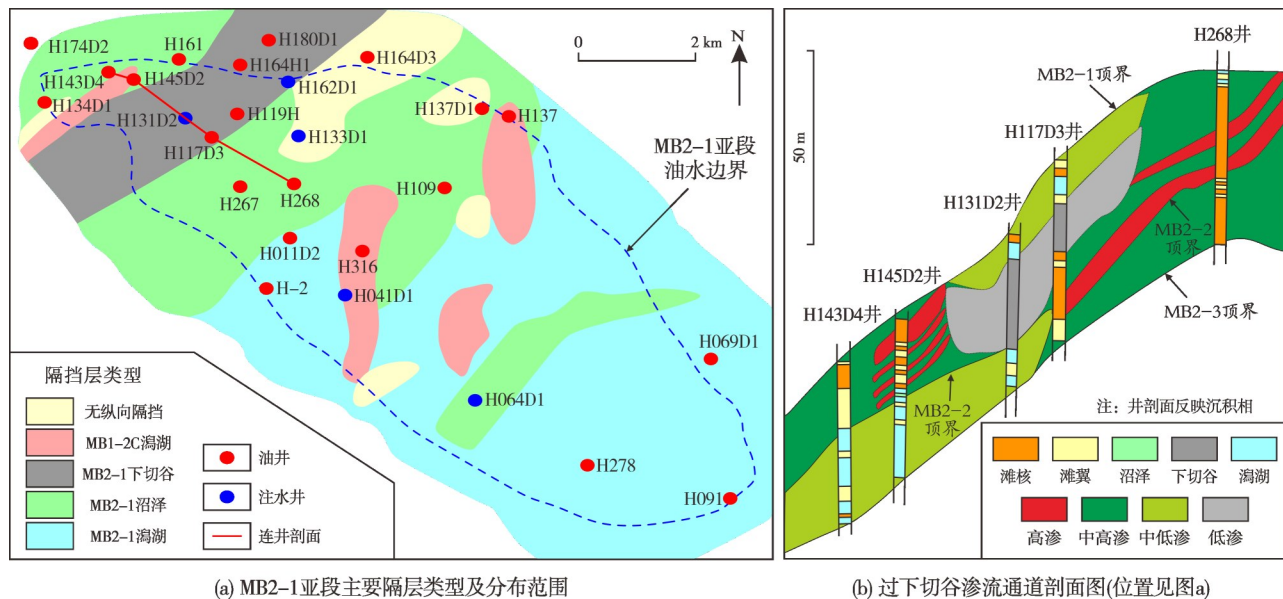 H174D2
H161
H180D1
H164H1
H164D3
H143D4
H145D2
H162D1
H134D1
H131D2
H119H
H133D1
H137D1
H137
H117D3
H267
H268
H109
H011D2
H316
H-2
H041D1
H069D1
H064D1
H278
H091
0
2 km
N
MB2-1亚段
油水边界
隔挡层类型
无纵向隔挡
MB1-2C潟湖
MB2-1下切谷
MB2-1沼泽
MB2-1潟湖
油井
注水井
连井剖面
(a) MB2-1亚段主要隔层类型及分布范围
50 m
H268井
MB2-1顶界
H117D3井
H131D2井
MB2-2
顶界
H145D2井
MB2-3顶界
H143D4井
MB2-2
顶界
注：井剖面反映沉积相
滩核
滩翼
沼泽
下切谷
潟湖
高渗
中高渗
中低渗
低渗
(b) 过下切谷渗流通道剖面图(位置见图a)